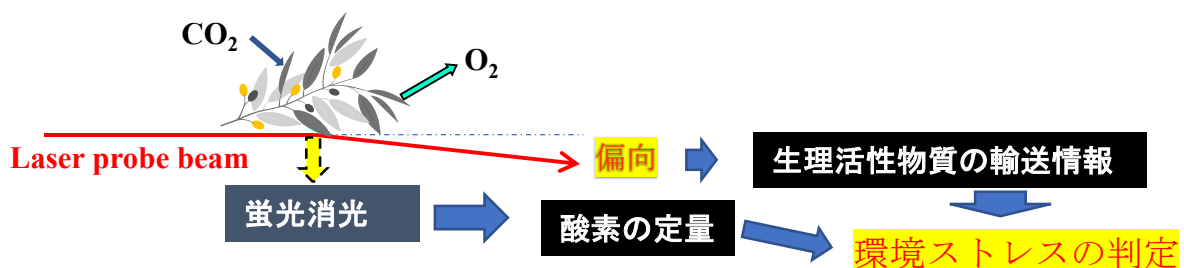 CO₂
O₂
Laser probe beam
偏向
生理活性物質の輸送情報
蛍光消光
酸素の定量
環境ストレスの判定